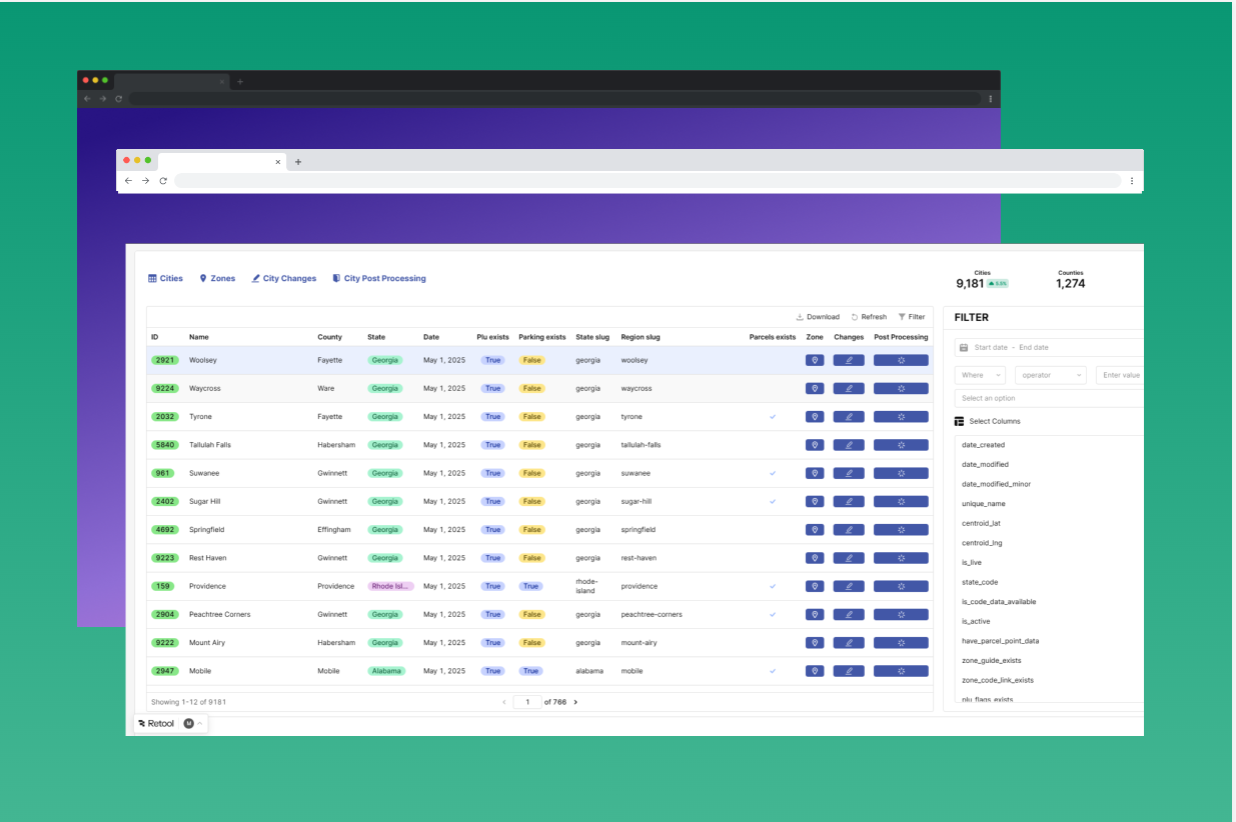 Cities Zones City Changes City Post Processing
Cities Counties
9,181 5.5% 1,274
Download Refresh Filter
ID Name County State Date Plu exists Parking exists State slug Region slug Parcels exists Zone Changes Post Processing
2921 Woolsey Fayette Georgia May 1, 2025 True False georgia woolsey
9224 Waycross Ware Georgia May 1, 2025 True False georgia waycross
2032 Tyrone Fayette Georgia May 1, 2025 True False georgia tyrone
5840 Tallulah Falls Habersham Georgia May 1, 2025 True False georgia tallulah-falls
961 Suwanee Gwinnett Georgia May 1, 2025 True False georgia suwanee
2402 Sugar Hill Gwinnett Georgia May 1, 2025 True False georgia sugar-hill
4692 Springfield Effingham Georgia May 1, 2025 True False georgia springfield
9223 Rest Haven Gwinnett Georgia May 1, 2025 True False georgia rest-haven
159 Providence Providence Rhode Isl... May 1, 2025 True True rhode-island providence
2904 Peachtree Corners Gwinnett Georgia May 1, 2025 True False georgia peachtree-corners
9222 Mount Airy Habersham Georgia May 1, 2025 True False georgia mount-airy
2947 Mobile Mobile Alabama May 1, 2025 True True alabama mobile
Showing 1-12 of 9181 1 of 766
Retool M
FILTER
Start date - End date
Where operator Enter value
Select an option
Select Columns
date_created
date_modified
date_modified_minor
unique_name
centroid_lat
centroid_lng
is_live
state_code
is_code_data_available
is_active
have_parcel_point_data
zone_guide_exists
zone_code_link_exists
plu_flags_exists